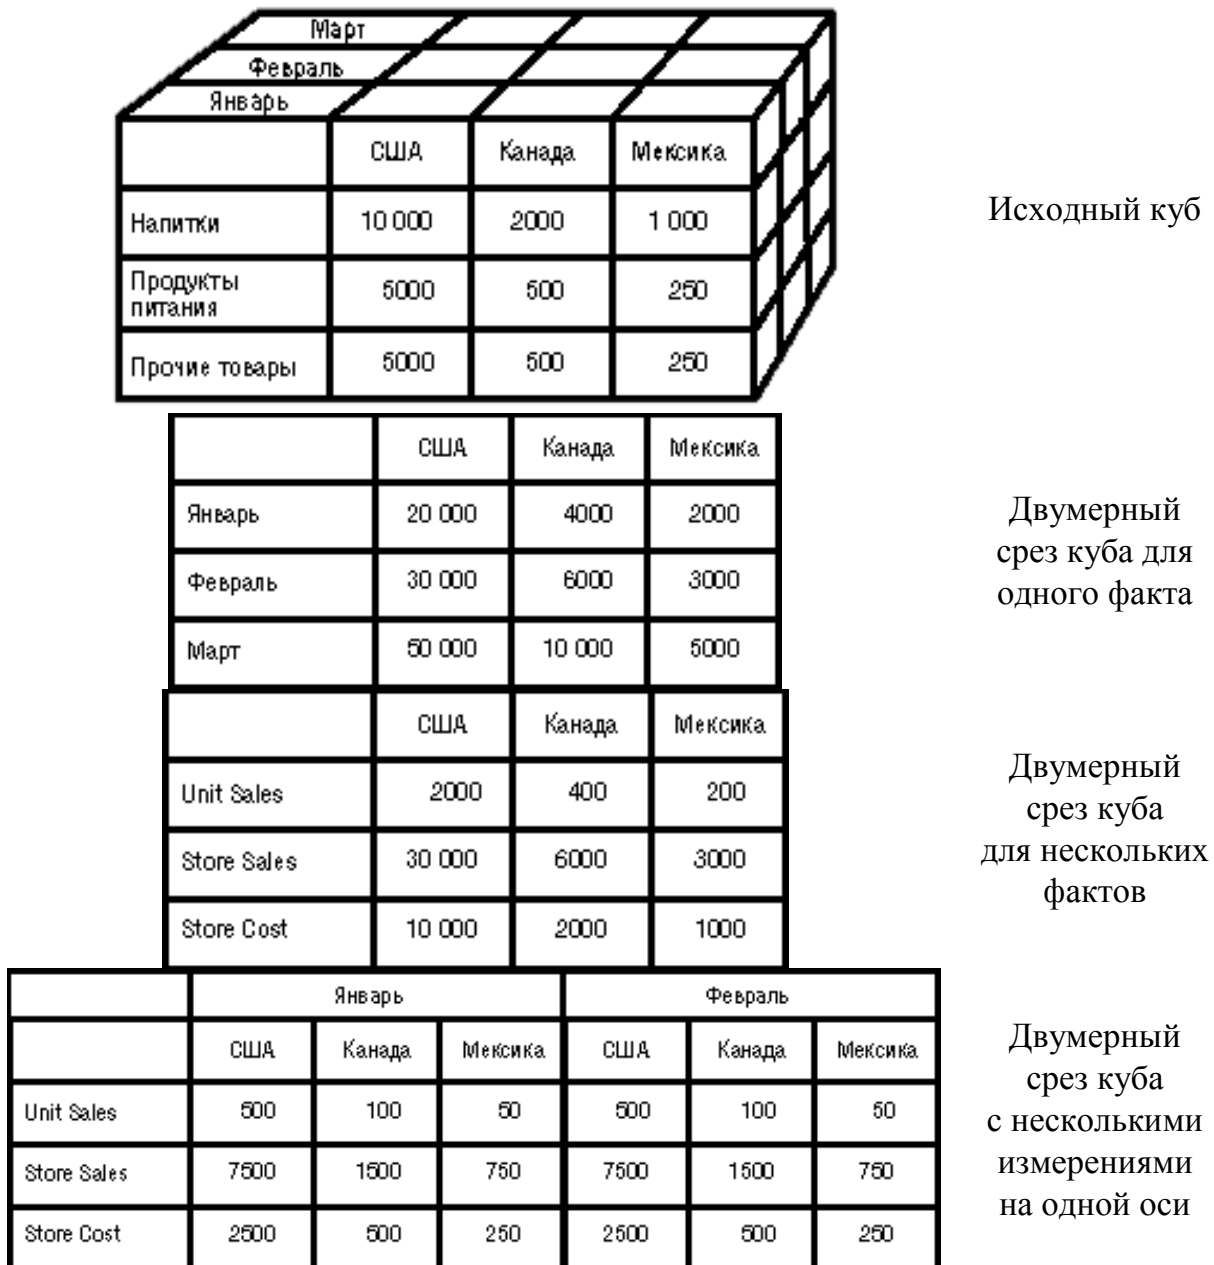 Март
Февраль
Январь
США Канада Мексика
Напитки 10 000 2000 1 000
Продукты
питания 5000 500 250
Прочие товары 5000 500 250
Исходный куб
США Канада Мексика
Январь 20 000 4000 2000
Февраль 30 000 6000 3000
Март 50 000 10 000 5000
Двумерный
срез куба для
одного факта
США Канада Мексика
Unit Sales 2000 400 200
Store Sales 30 000 6000 3000
Store Cost 10 000 2000 1000
Двумерный
срез куба
для нескольких
фактов
Январь Февраль
США Канада Мексика США Канада Мексика
Unit Sales 500 100 50 500 100 50
Store Sales 7500 1500 750 7500 1500 750
Store Cost 2500 500 250 2500 500 250
Двумерный
срез куба
с несколькими
измерениями
на одной оси